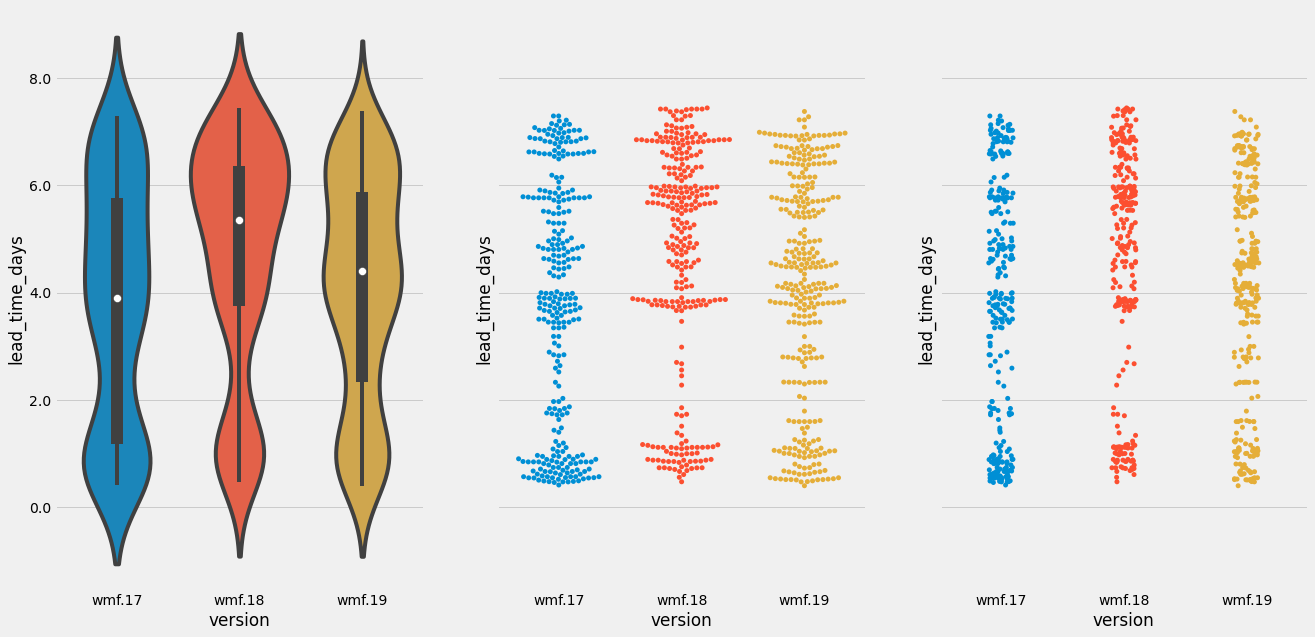 8.0
6.0
4.0
2.0
0.0
lead_time_days
wmf.17 wmf.18 wmf.19
version
lead_time_days
wmf.17 wmf.18 wmf.19
version
lead_time_days
wmf.17 wmf.18 wmf.19
version